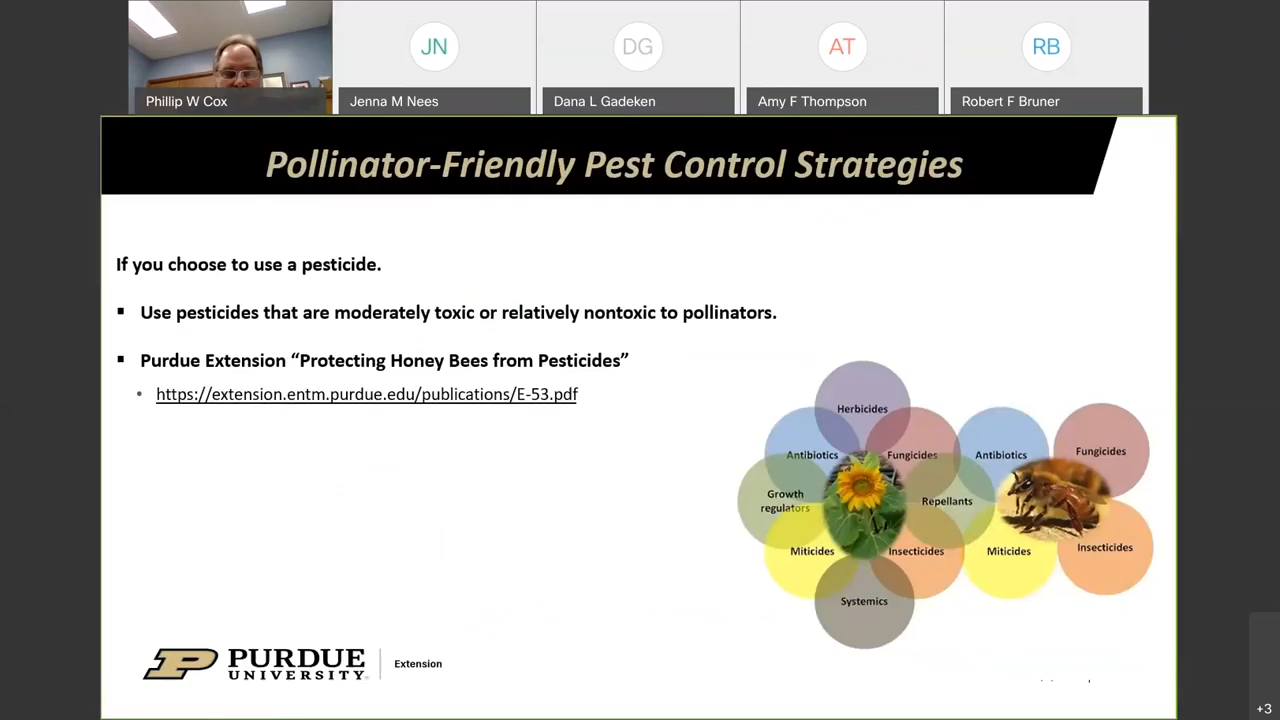 JN
DG
AT
RB
Phillip W Cox
Jenna M Nees
Dana L Gadeken
Amy F Thompson
Robert F Bruner
Pollinator-Friendly Pest Control Strategies
If you choose to use a pesticide.
▪ Use pesticides that are moderately toxic or relatively nontoxic to pollinators.
▪ Purdue Extension “Protecting Honey Bees from Pesticides”
• https://extension.entm.purdue.edu/publications/E-53.pdf
Herbicides
Antibiotics
Fungicides
Antibiotics
Fungicides
Growth
regulators
Repellants
Miticides
Insecticides
Miticides
Insecticides
Systemics
PURDUE
UNIVERSITY
Extension
+3